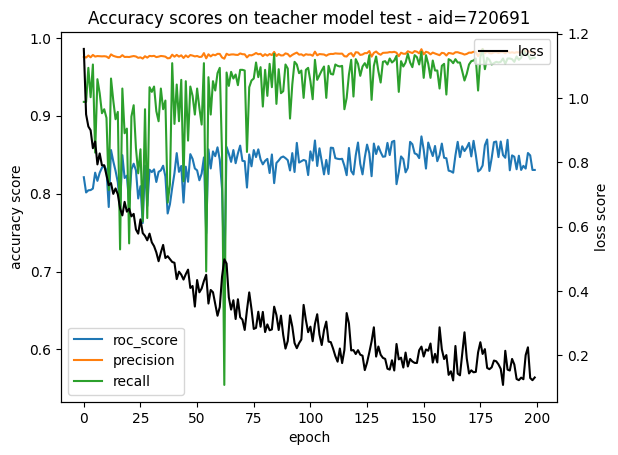 Accuracy scores on teacher model test - aid=720691
accuracy score
1.0
0.9
0.8
0.7
0.6
1.2
1.0
0.8
0.6
0.4
0.2
loss score
loss
roc_score
precision
recall
0 25 50 75 100 125 150 175 200
epoch